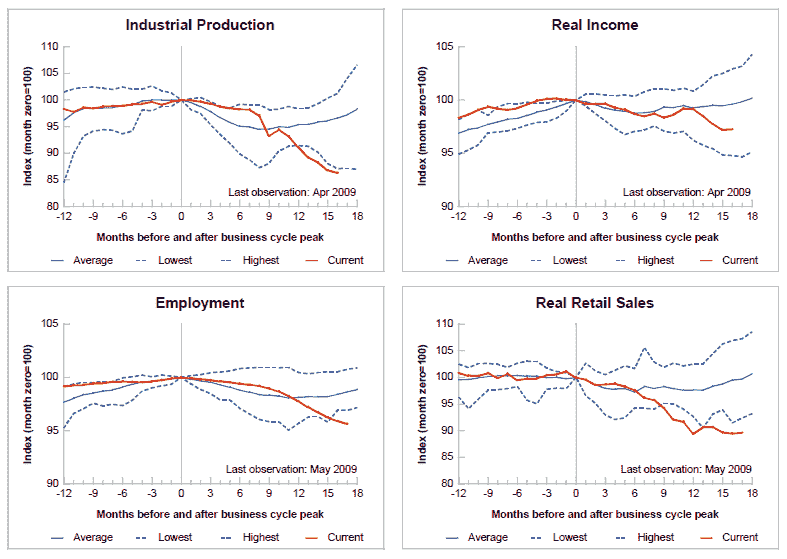 Industrial Production
Index (month zero=100)
110
105
100
95
90
85
80
-12 -9 -6 -3 0 3 6 9 12 15 18
Last observation: Apr 2009
Months before and after business cycle peak
Average Lowest Highest Current
Real Income
Index (month zero=100)
105
100
95
90
-12 -9 -6 -3 0 3 6 9 12 15 18
Last observation: Apr 2009
Months before and after business cycle peak
Average Lowest Highest Current
Employment
Index (month zero=100)
105
100
95
90
-12 -9 -6 -3 0 3 6 9 12 15 18
Last observation: May 2009
Months before and after business cycle peak
Average Lowest Highest Current
Real Retail Sales
Index (month zero=100)
110
105
100
95
90
85
80
-12 -9 -6 -3 0 3 6 9 12 15 18
Last observation: May 2009
Months before and after business cycle peak
Average Lowest Highest Current